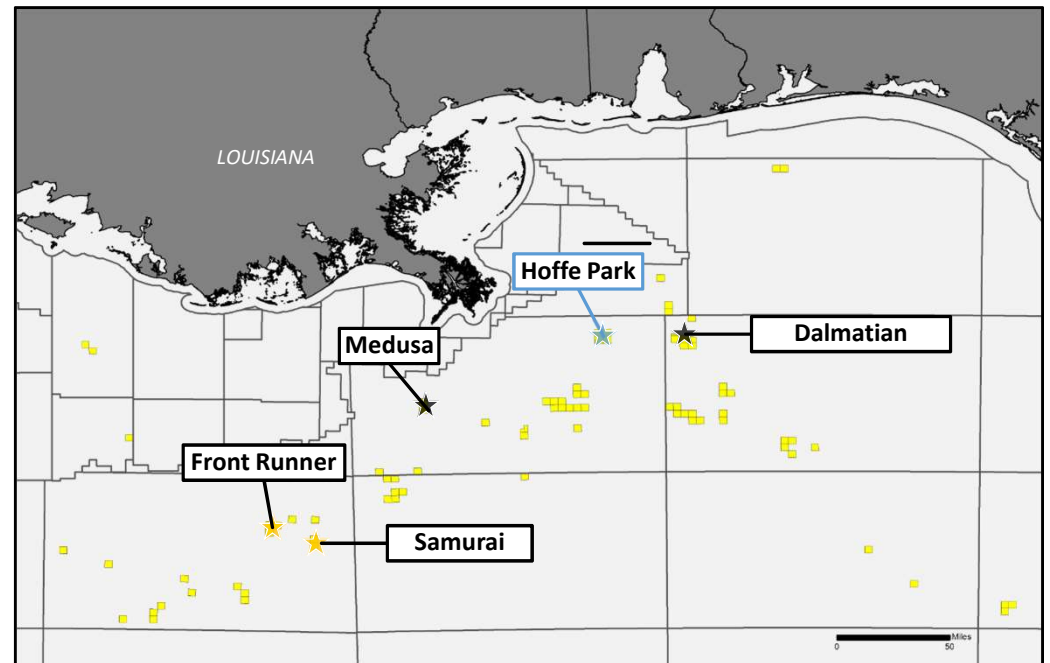 LOUISIANA
Hoffe Park
Dalmatian
Medusa
Front Runner
Samurai
Miles
0 50